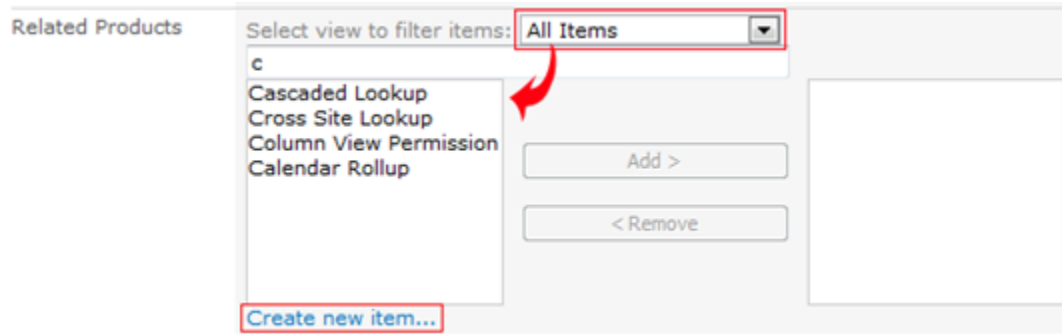 Related Products
Select view to filter items: All Items
c
Cascaded Lookup
Cross Site Lookup
Column View Permission
Calendar Rollup
Add >
< Remove
Create new item...